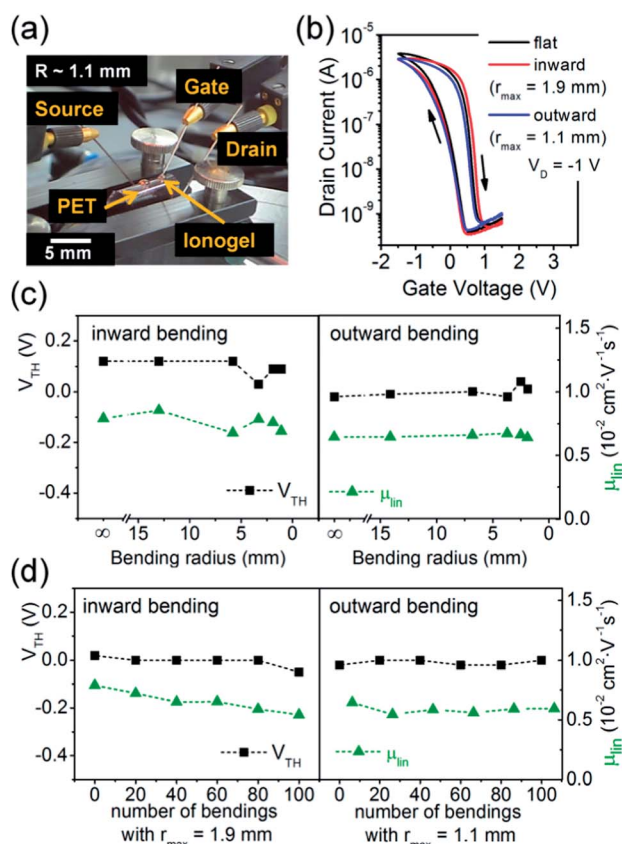 (a)
R ~ 1.1 mm
Gate
Source
Drain
PET
Ionogel
5 mm
(b)
Drain Current (A)
10⁻⁵
10⁻⁶
10⁻⁷
10⁻⁸
10⁻⁹
-2 -1 0 1 2 3
Gate Voltage (V)
flat
inward
(r_max = 1.9 mm)
outward
(r_max = 1.1 mm)
V_D = -1 V
(c)
V_TH (V)
0.2
0.0
-0.2
-0.4
inward bending
V_TH
∞ 15 10 5 0
Bending radius (mm)
outward bending
μ_lin
∞ 15 10 5 0
Bending radius (mm)
1.5
1.0
0.5
0.0
μ_lin (10⁻² cm²·V⁻¹s⁻¹)
(d)
V_TH (V)
0.2
0.0
-0.2
-0.4
inward bending
V_TH
0 20 40 60 80 100
number of bendings
with r_max = 1.9 mm
outward bending
μ_lin
0 20 40 60 80 100
number of bendings
with r_max = 1.1 mm
1.5
1.0
0.5
0.0
μ_lin (10⁻² cm²·V⁻¹s⁻¹)